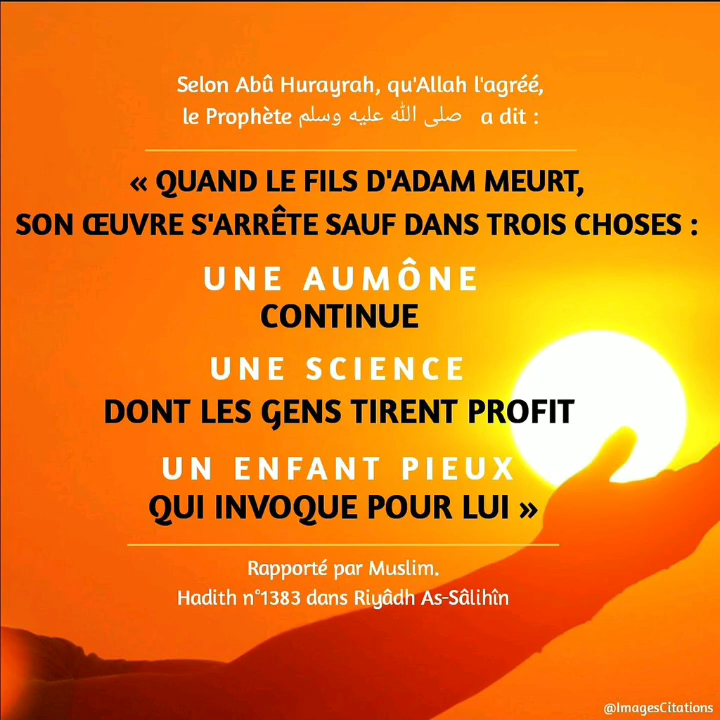 Selon Abû Hurayrah, qu'Allah l'agréé,
le Prophète صلى الله عليه وسلم a dit :
« QUAND LE FILS D'ADAM MEURT,
SON ŒUVRE S'ARRÊTE SAUF DANS TROIS CHOSES :
UNE AUMÔNE
CONTINUE
UNE SCIENCE
DONT LES GENS TIRENT PROFIT
UN ENFANT PIEUX
QUI INVOQUE POUR LUI »
Rapporté par Muslim.
Hadith n°1383 dans Riyâdh As-Sâlihîn
@ImagesCitations